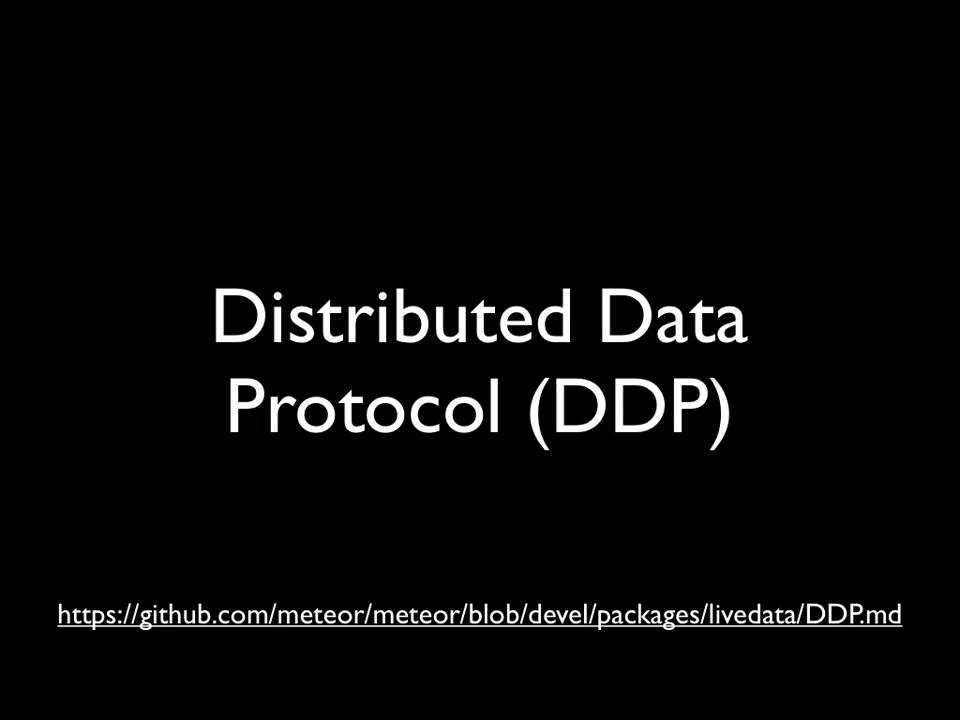 Distributed Data
Protocol (DDP)
https://github.com/meteor/meteor/blob/devel/packages/livedata/DDP.md